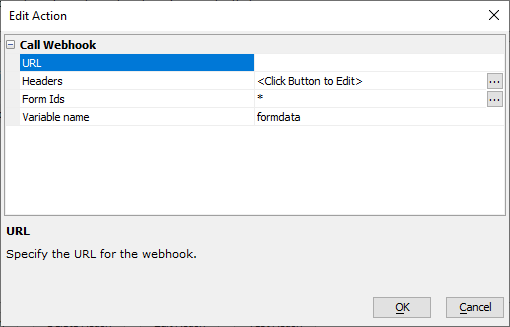 Edit Action
Call Webhook
URL
Headers <Click Button to Edit> ...
Form Ids * ...
Variable name formdata
URL
Specify the URL for the webhook.
OK Cancel